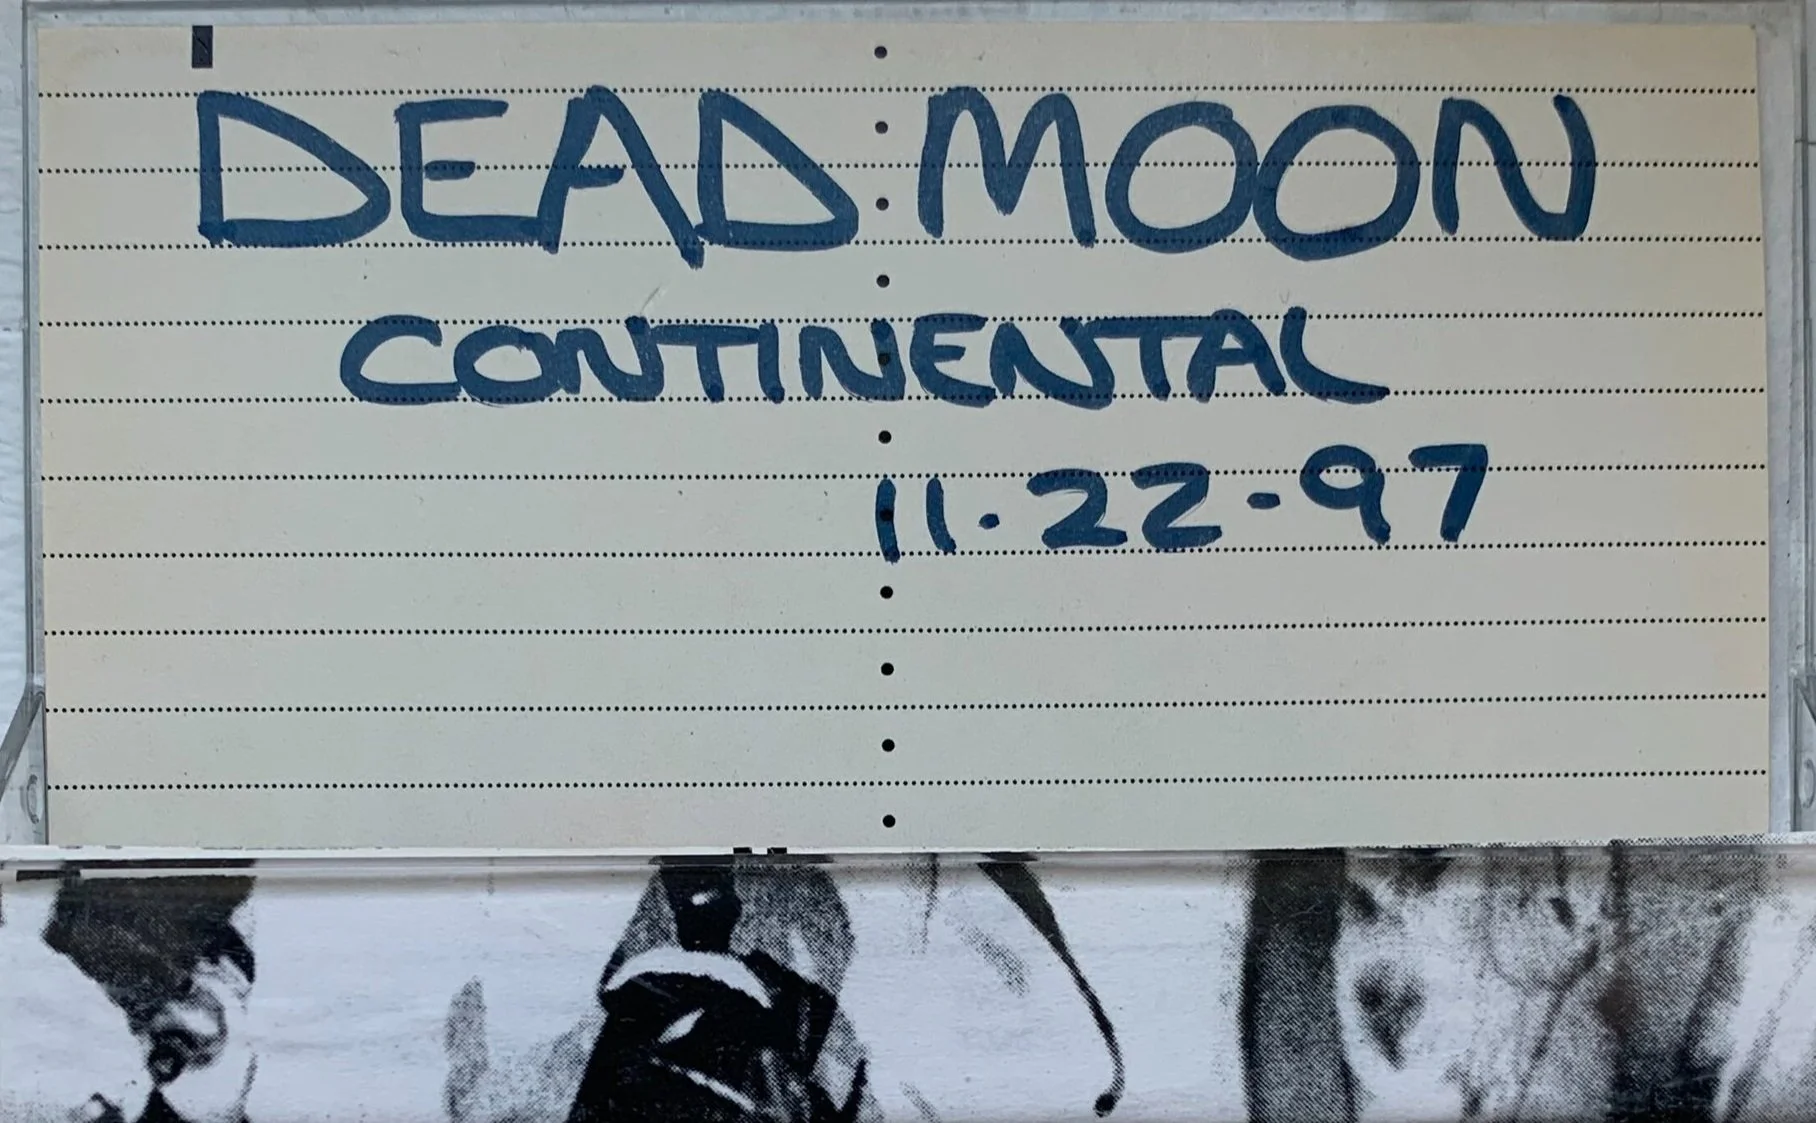 DEAD MOON
CONTINENTAL
11-22-97